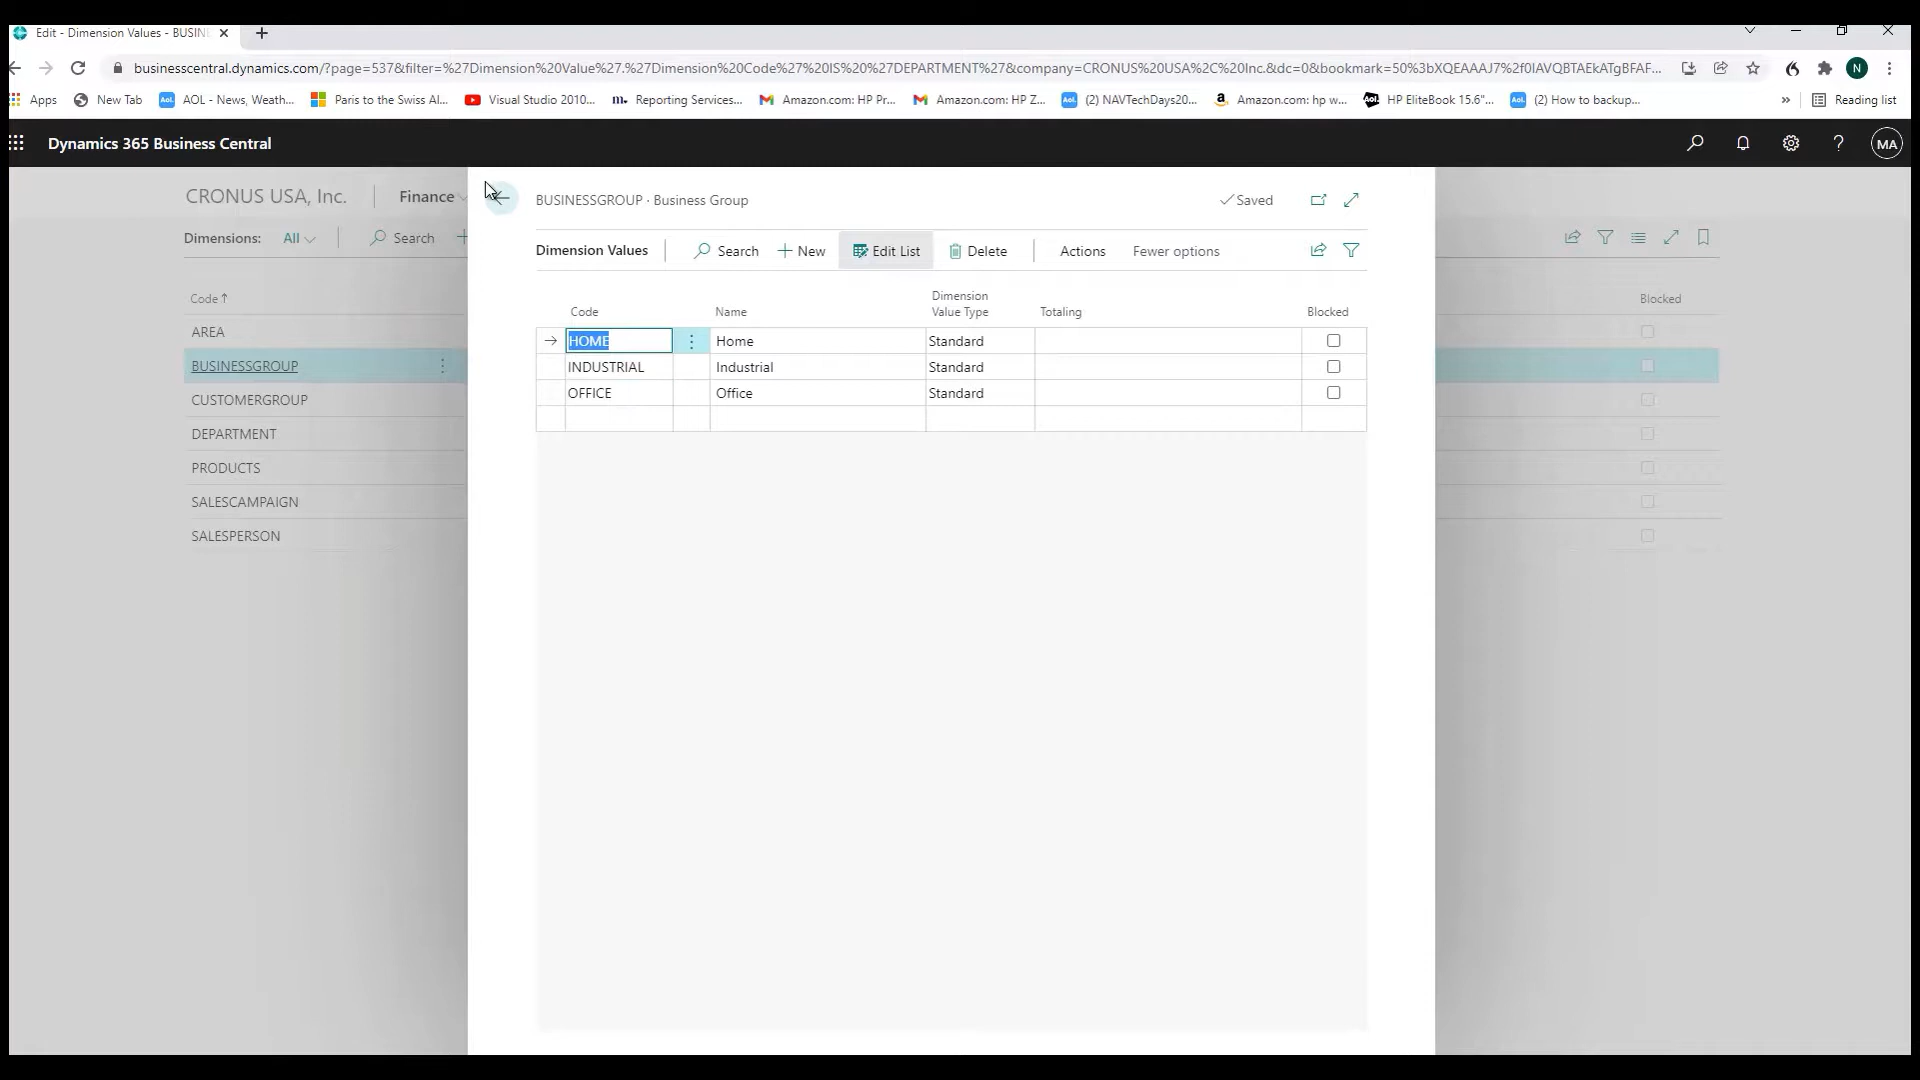 Edit - Dimension Values - BUSIN
businesscentral.dynamics.com/?page=537&filter=%27Dimension%20Value%27.%27Dimension%20Code%27%20IS%20%27DEPARTMENT%27&company=CRONUS%20USA%2C%20Inc.&dc=0&bookmark=50%3bXQEAAAJ7%2f0IAVQBTAEkATgBFAF...
N
Apps New Tab AOL - News, Weath... Paris to the Swiss Al... Visual Studio 2010... Reporting Services... Amazon.com: HP Pr... Amazon.com: HP Z... (2) NAVTechDays20... Amazon.com: hp w... HP EliteBook 15.6"... (2) How to backup... » Reading list
Dynamics 365 Business Central
? MA
CRONUS USA, Inc. Finance
BUSINESSGROUP · Business Group
Saved
Dimensions: All Search
Dimension Values Search New Edit List Delete Actions Fewer options
Code ↑
Blocked
AREA
BUSINESSGROUP
CUSTOMERGROUP
DEPARTMENT
PRODUCTS
SALESCAMPAIGN
SALESPERSON
Code Name Dimension Value Type Totaling Blocked
HOME Home Standard
INDUSTRIAL Industrial Standard
OFFICE Office Standard